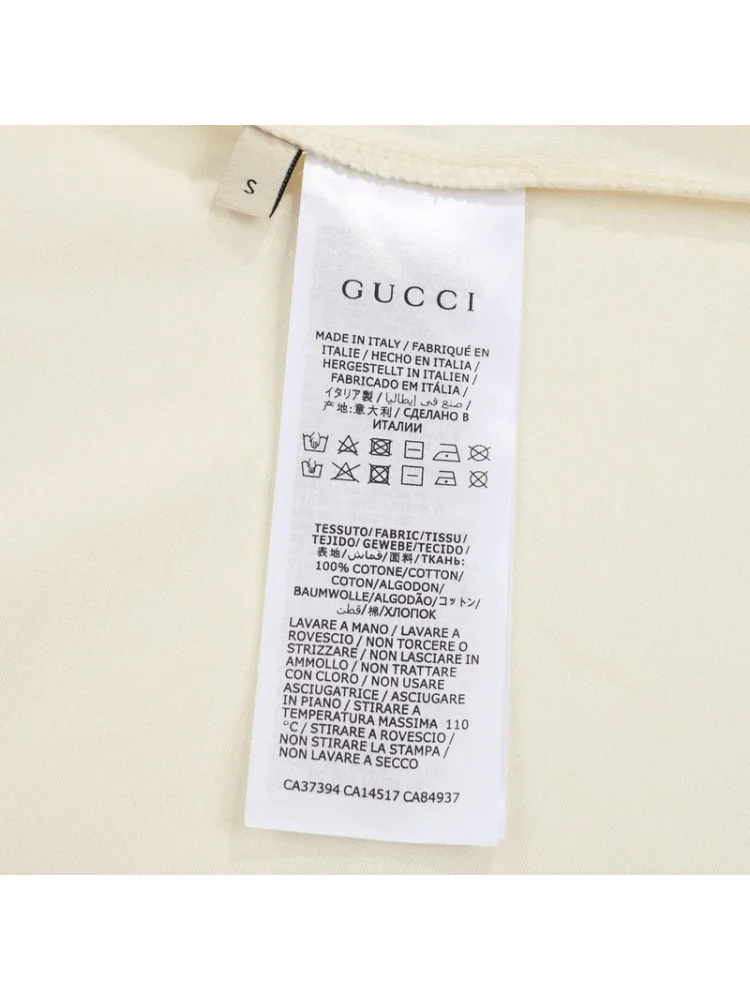 S
GUCCI
MADE IN ITALY / FABRIQUÉ EN
ITALIE / HECHO EN ITALIA /
HERGESTELLT IN ITALIEN /
FABRICADO EM ITÁLIA /
イタリア製 / صنع في إيطاليا /
产地:意大利 / СДЕЛАНО В
ИТАЛИИ
TESSUTO/FABRIC/TISSU/
TEJIDO/GEWEBE/TECIDO/
表地/قماش/面料/ТКАНЬ:
100% COTONE/COTTON/
COTON/ALGODON/
BAUMWOLLE/ALGODÃO/コットン/
قطن/棉/ХЛОПОК
LAVARE A MANO / LAVARE A
ROVESCIO / NON TORCERE O
STRIZZARE / NON LASCIARE IN
AMMOLLO / NON TRATTARE
CON CLORO / NON USARE
ASCIUGATRICE / ASCIUGARE
IN PIANO / STIRARE A
TEMPERATURA MASSIMA 110
°C / STIRARE A ROVESCIO /
NON STIRARE LA STAMPA /
NON LAVARE A SECCO
CA37394 CA14517 CA84937